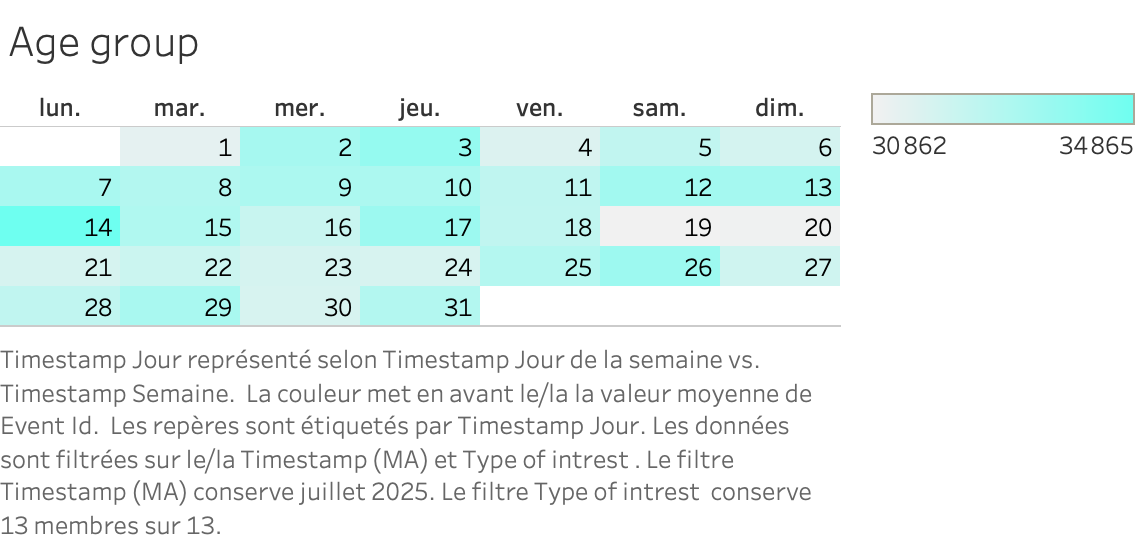 Age group
lun. mar. mer. jeu. ven. sam. dim.
1 2 3 4 5 6
7 8 9 10 11 12 13
14 15 16 17 18 19 20
21 22 23 24 25 26 27
28 29 30 31
30 862 34 865
Timestamp Jour représenté selon Timestamp Jour de la semaine vs.
Timestamp Semaine.  La couleur met en avant le/la la valeur moyenne de
Event Id.  Les repères sont étiquetés par Timestamp Jour. Les données
sont filtrées sur le/la Timestamp (MA) et Type of intrest . Le filtre
Timestamp (MA) conserve juillet 2025. Le filtre Type of intrest  conserve
13 membres sur 13.